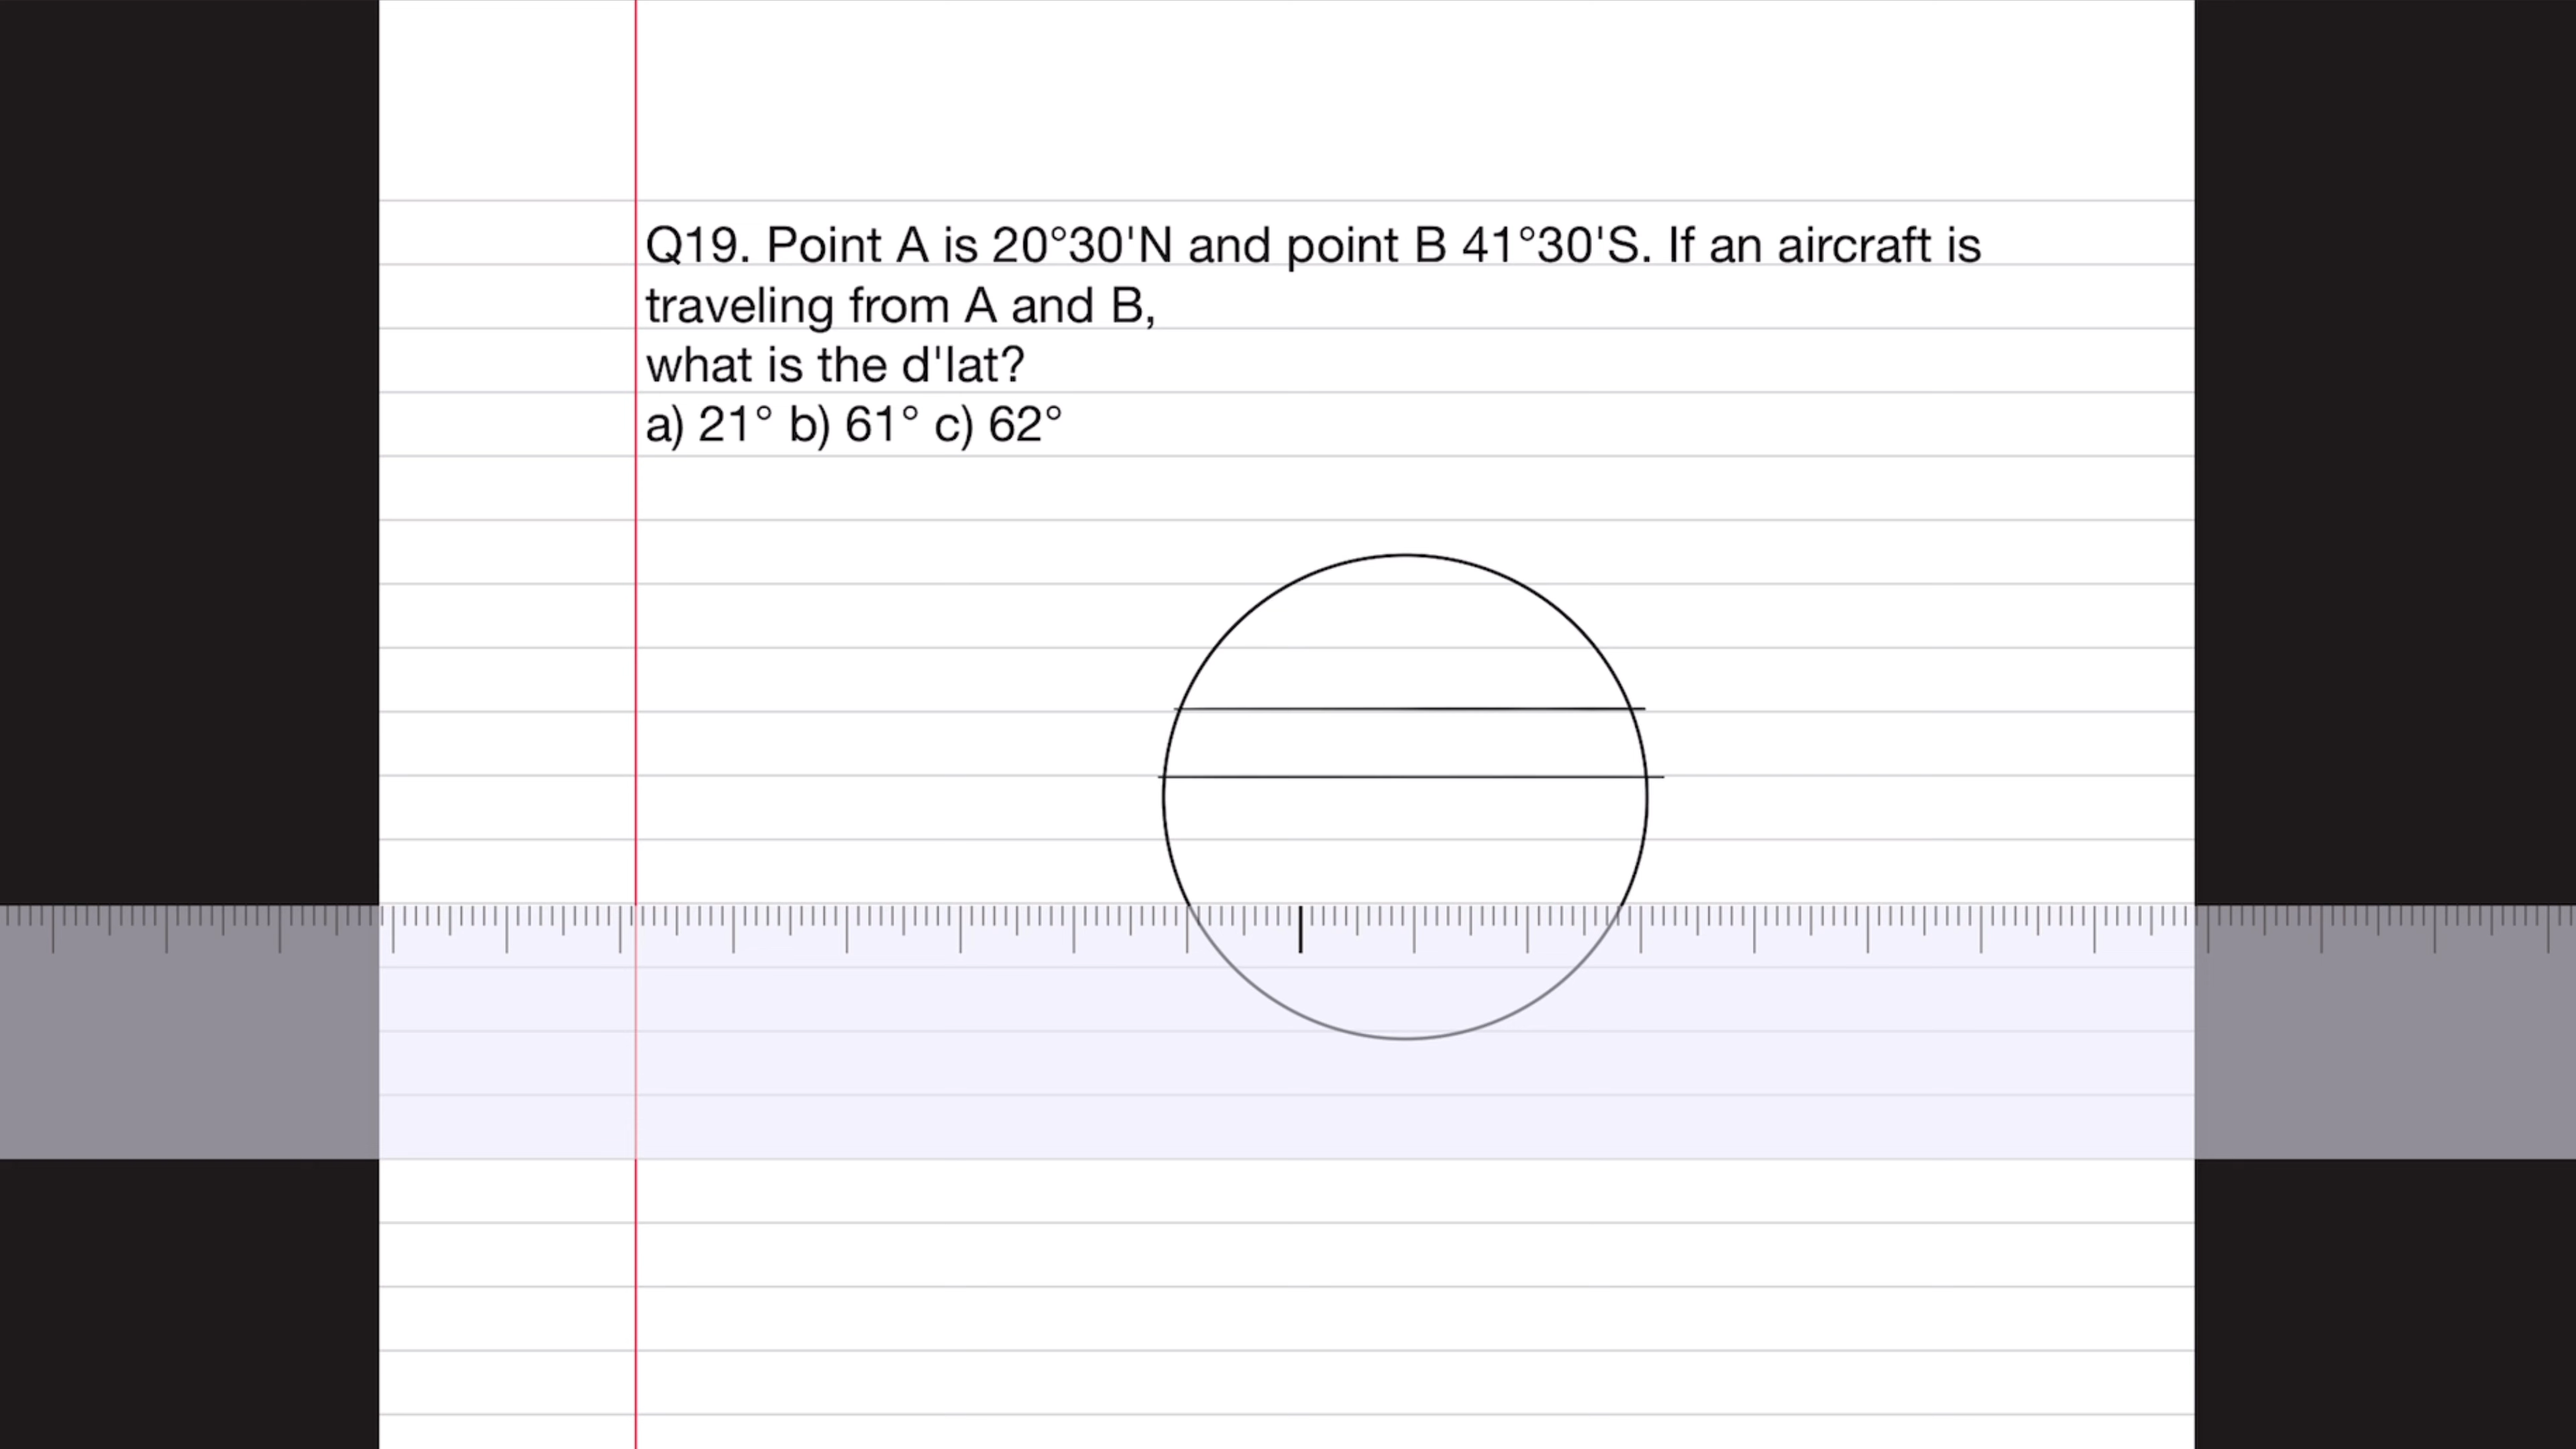 Q19. Point A is 20°30'N and point B 41°30'S. If an aircraft is
traveling from A and B,
what is the d'lat?
a) 21° b) 61° c) 62°